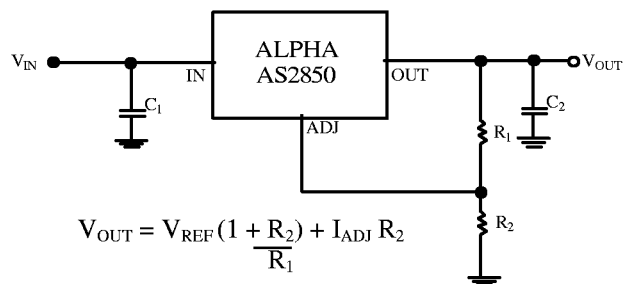 ALPHA
AS2850
V_IN
IN
OUT
V_OUT
C_1
ADJ
R_1
C_2
R_2
V_OUT = V_REF (1 + R_2) + I_ADJ R_2
R_1